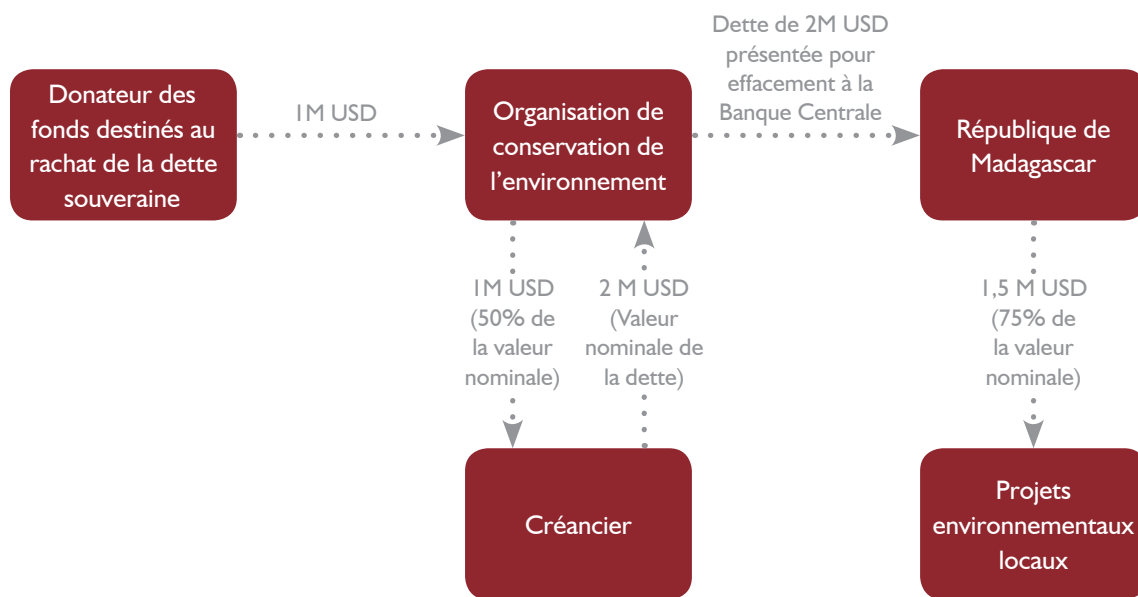 Donateur des
fonds destinés au
rachat de la dette
souveraine
1M USD
Organisation de
conservation de
l’environnement
Dette de 2M USD
présentée pour
effacement à la
Banque Centrale
République de
Madagascar
1M USD
(50% de
la valeur
nominale)
2 M USD
(Valeur
nominale de
la dette)
1,5 M USD
(75% de
la valeur
nominale)
Créancier
Projets
environnementaux
locaux